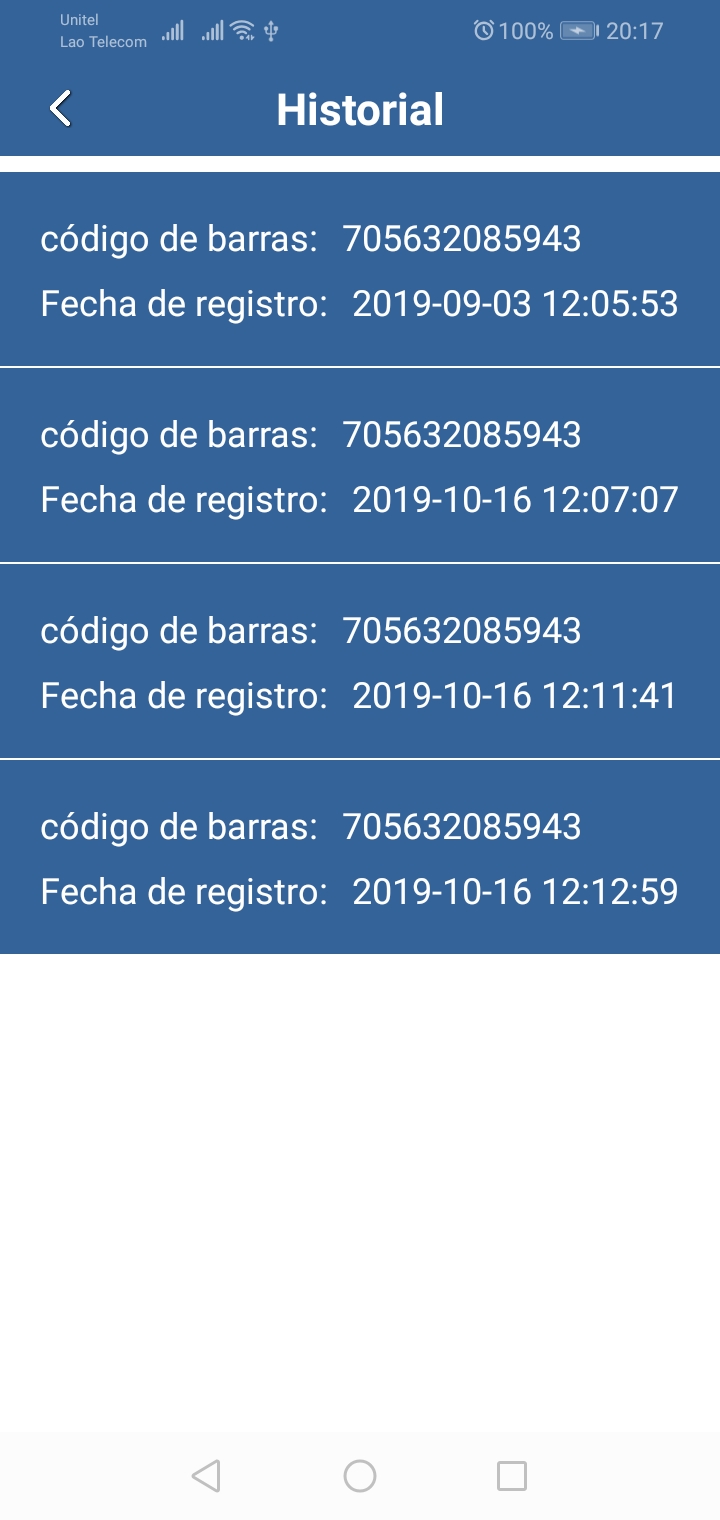 Unitel
Lao Telecom
100%
20:17
Historial
código de barras: 705632085943
Fecha de registro: 2019-09-03 12:05:53
código de barras: 705632085943
Fecha de registro: 2019-10-16 12:07:07
código de barras: 705632085943
Fecha de registro: 2019-10-16 12:11:41
código de barras: 705632085943
Fecha de registro: 2019-10-16 12:12:59